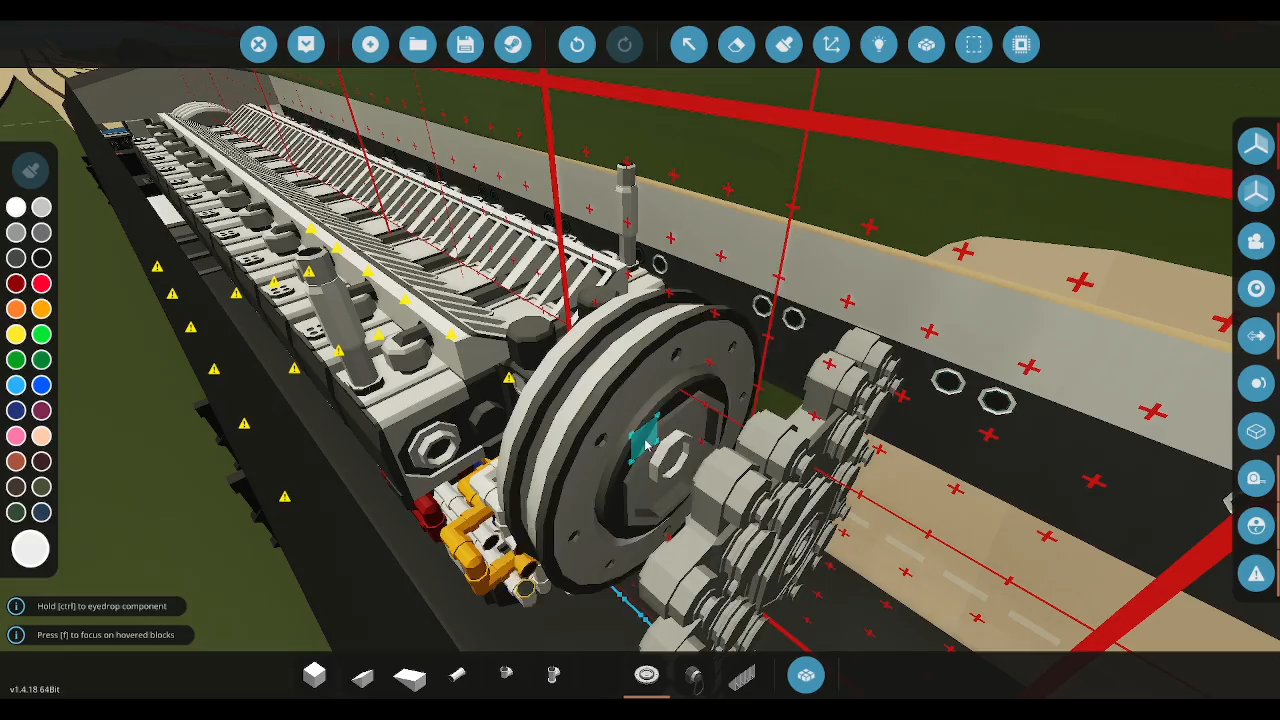 Hold [ctrl] to eyedrop component
Press [f] to focus on hovered blocks
v1.4.18 64Bit